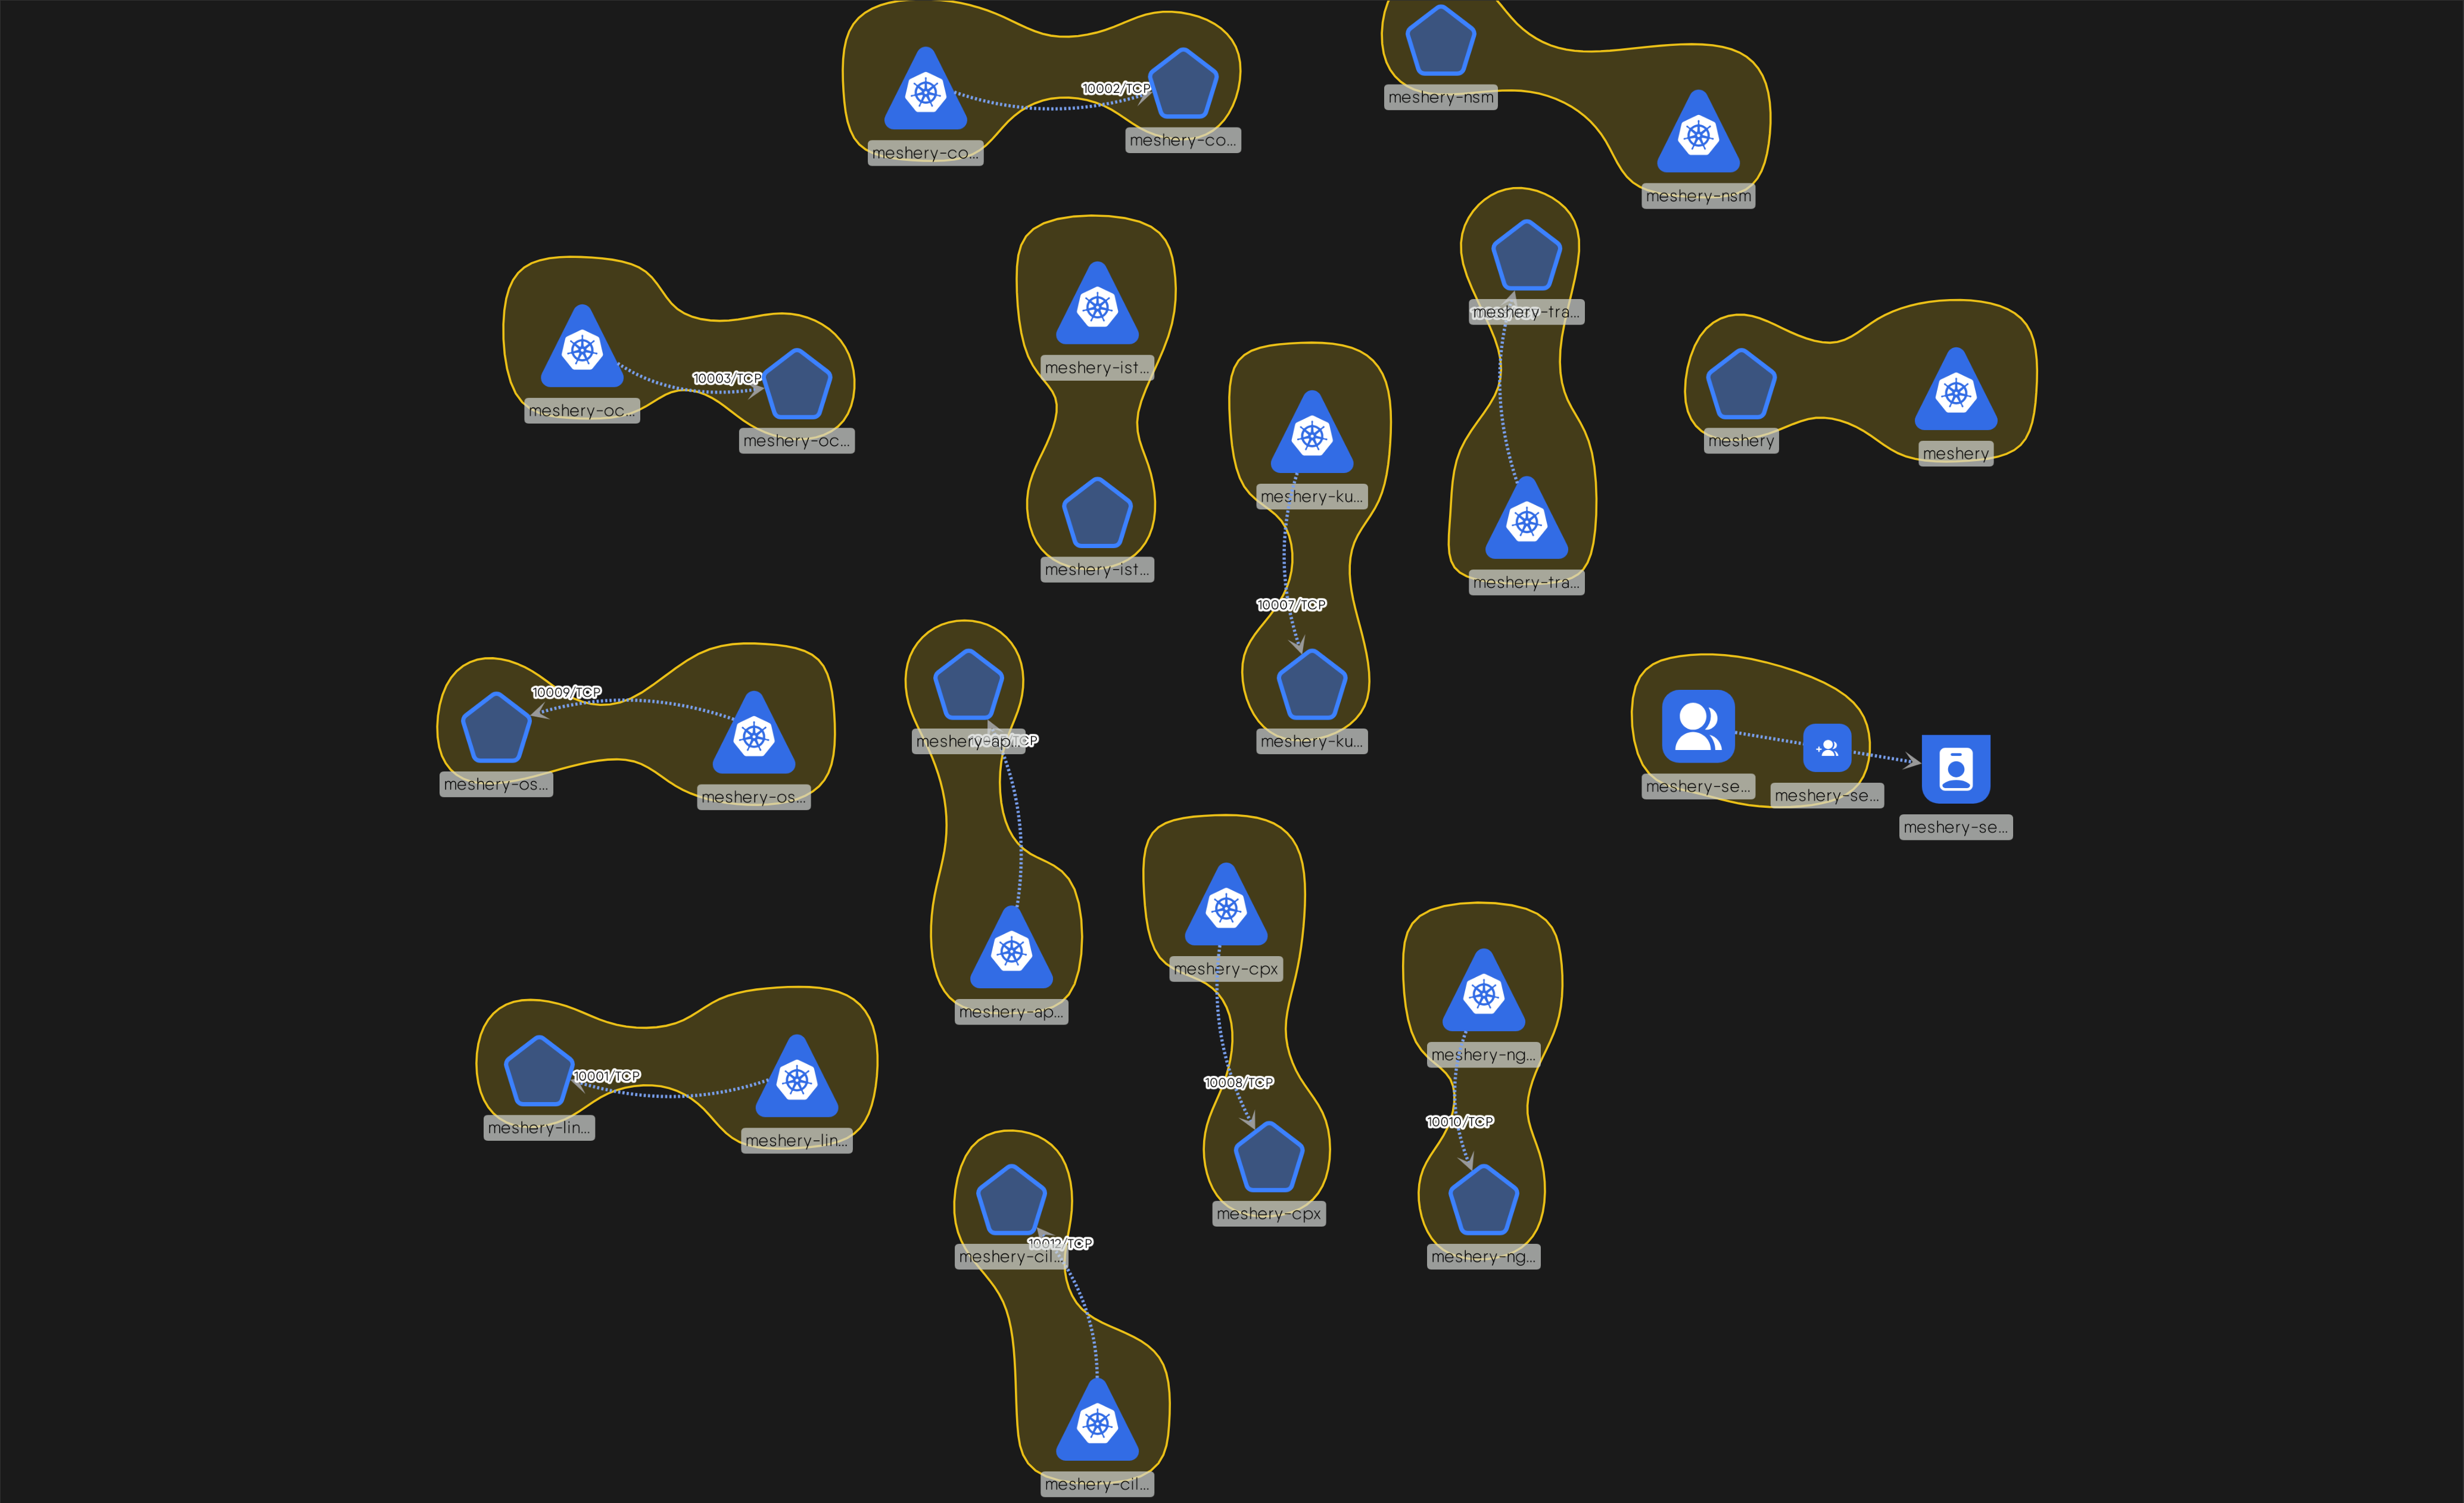 10002/TCP
meshery-co...
meshery-co...
meshery-nsm
meshery-nsm
meshery-tra...
meshery-ist...
10003/TCP
meshery-oc...
meshery-oc...
meshery
meshery
meshery-ku...
meshery-ist...
meshery-tra...
10007/TCP
10009/TCP
meshery-ap...
meshery-ku...
meshery-os...
meshery-os...
meshery-se...
meshery-se...
meshery-se...
meshery-cpx
meshery-ap...
meshery-ng...
10001/TCP
10008/TCP
10010/TCP
meshery-lin...
meshery-lin...
meshery-cpx
10012/TCP
meshery-cil...
meshery-ng...
meshery-cil...